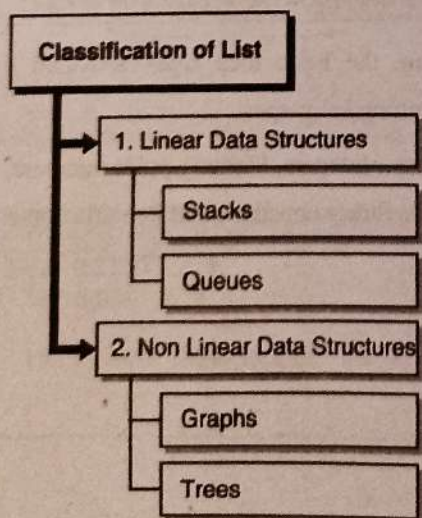 Classification of List
1. Linear Data Structures
Stacks
Queues
2. Non Linear Data Structures
Graphs
Trees